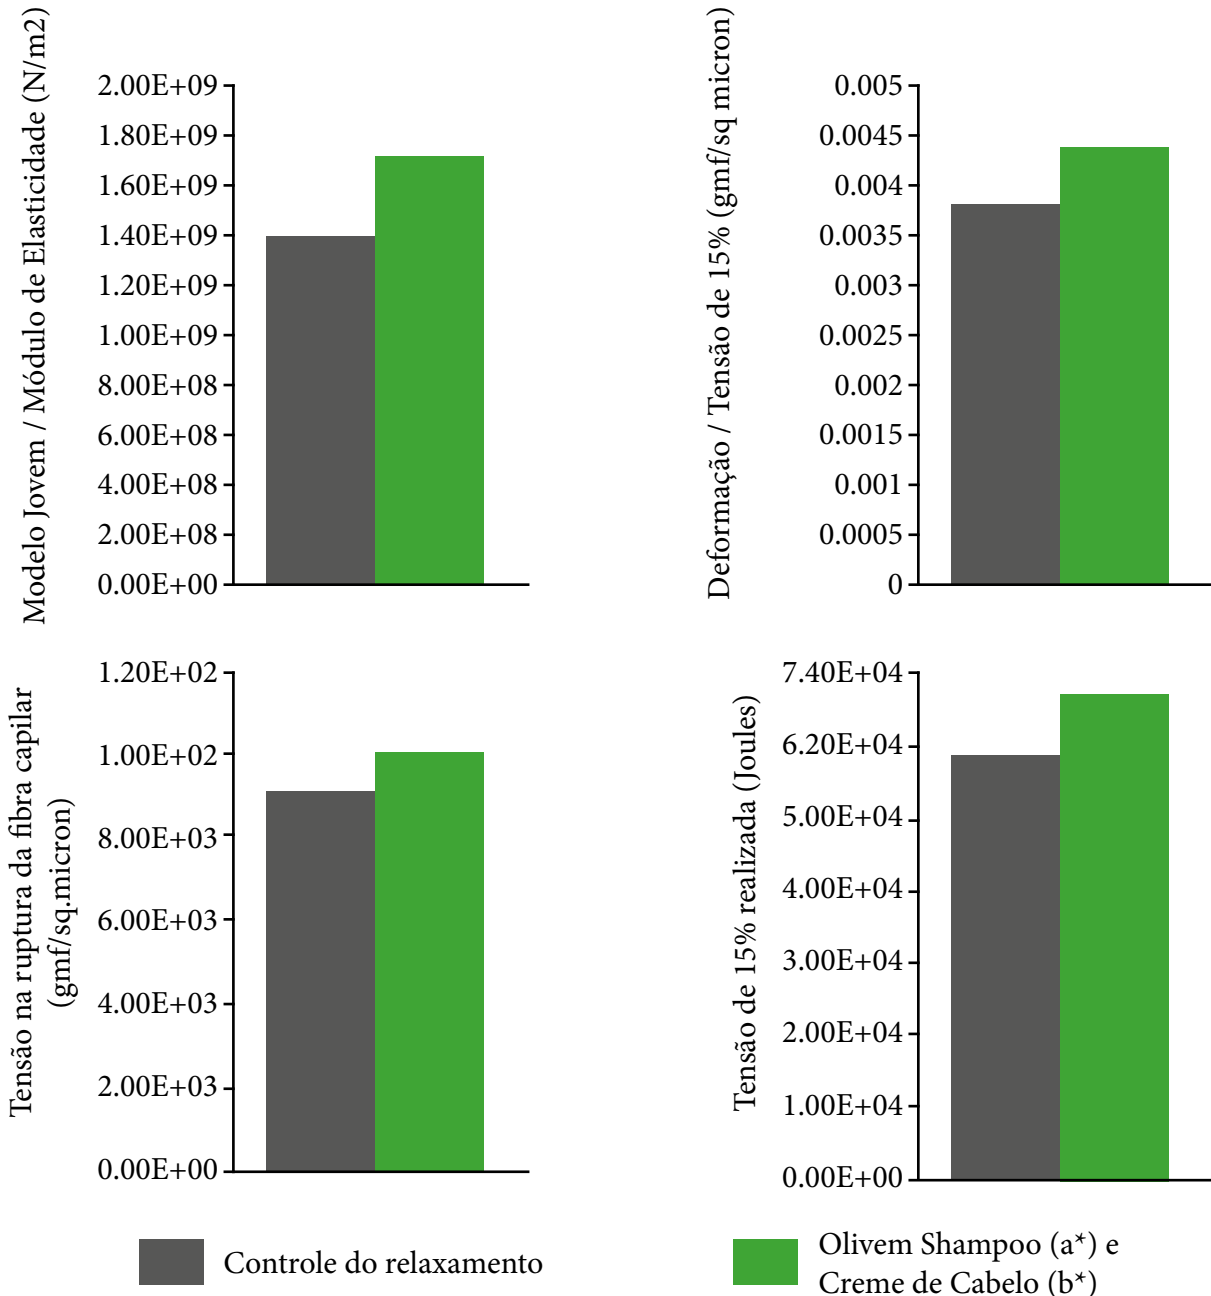 Modelo Jovem / Módulo de Elasticidade (N/m2)
2.00E+09
1.80E+09
1.60E+09
1.40E+09
1.20E+09
1.00E+09
8.00E+08
6.00E+08
4.00E+08
2.00E+08
0.00E+00
Deformação / Tensão de 15% (gmf/sq micron)
0.005
0.0045
0.004
0.0035
0.003
0.0025
0.002
0.0015
0.001
0.0005
0
Tensão na ruptura da fibra capilar
(gmf/sq.micron)
1.20E+02
1.00E+02
8.00E+03
6.00E+03
4.00E+03
2.00E+03
0.00E+00
Tensão de 15% realizada (Joules)
7.40E+04
6.20E+04
5.00E+04
4.00E+04
3.00E+04
2.00E+04
1.00E+04
0.00E+00
Controle do relaxamento
Olivem Shampoo (a*) e
Creme de Cabelo (b*)